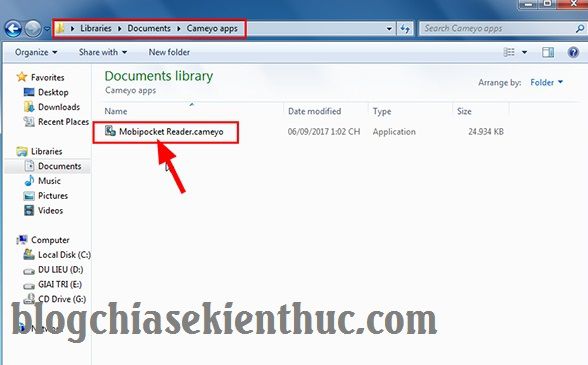 Libraries ▸ Documents ▸ Cameyo apps
Search Cameyo apps
Organize Share with New folder
Favorites
Desktop
Downloads
Recent Places
Libraries
Documents
Music
Pictures
Videos
Computer
Local Disk (C:)
DU LIEU (D:)
GIAI TRI (E:)
CD Drive (G:)
Documents library
Cameyo apps
Arrange by: Folder
Name Date modified Type Size
Mobipocket Reader.cameyo 06/09/2017 1:02 CH Application 24.934 KB
blogchiasekienthuc.com